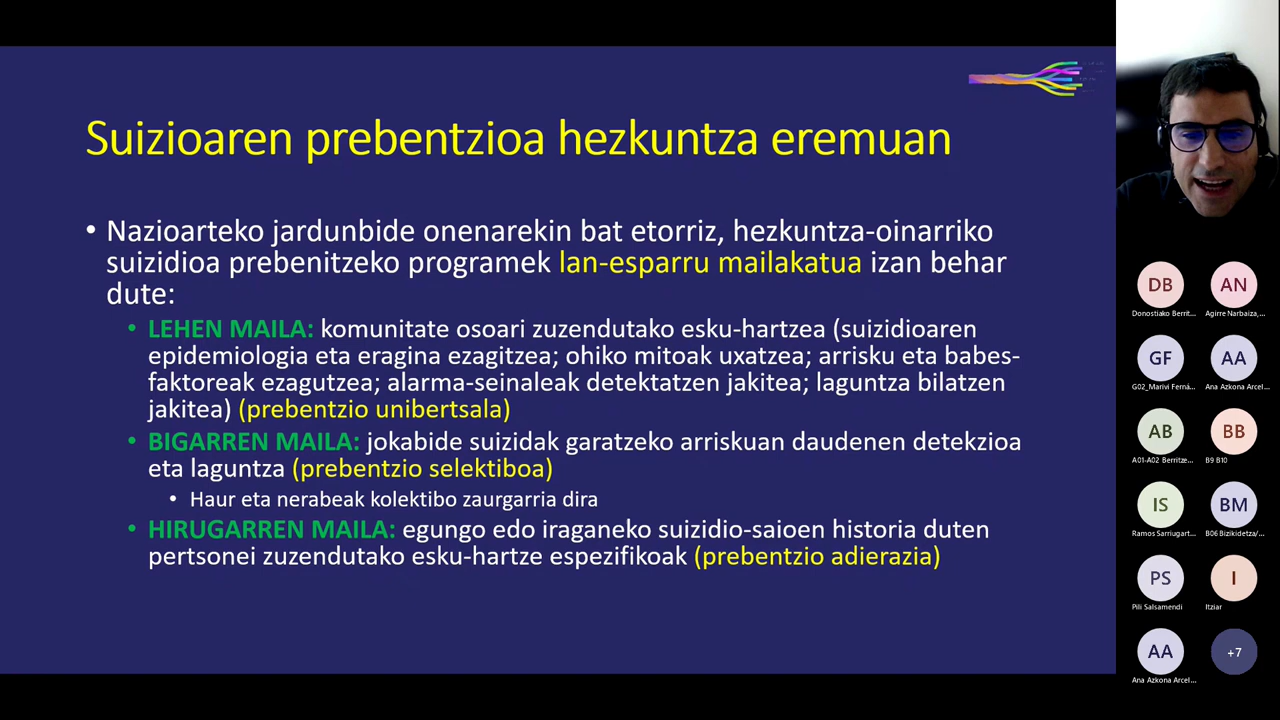 Suizioaren prebentzioa hezkuntza eremuan
• Nazioarteko jardunbide onenarekin bat etorriz, hezkuntza-oinarriko
suizidioa prebenitzeko programek lan-esparru mailakatua izan behar
dute:
• LEHEN MAILA: komunitate osoari zuzendutako esku-hartzea (suizidioaren
epidemiologia eta eragina ezagitzea; ohiko mitoak uxatzea; arrisku eta babes-
faktoreak ezagutzea; alarma-seinaleak detektatzen jakitea; laguntza bilatzen
jakitea) (prebentzio unibertsala)
• BIGARREN MAILA: jokabide suizidak garatzeko arriskuan daudenen detekzioa
eta laguntza (prebentzio selektiboa)
• Haur eta nerabeak kolektibo zaurgarria dira
• HIRUGARREN MAILA: egungo edo iraganeko suizidio-saioen historia duten
pertsonei zuzendutako esku-hartze espezifikoak (prebentzio adierazia)
DB
AN
Donostiako Berrit...
Agirre Narbaiza,...
GF
AA
G02_Marivi Ferná...
Ana Azkona Arcel...
AB
BB
A01-A02 Berritze...
B9 B10
IS
BM
Ramos Sarriugart...
B06 Bizikidetza/...
PS
I
Pili Salsamendi
Itziar
AA
+7
Ana Azkona Arcel...